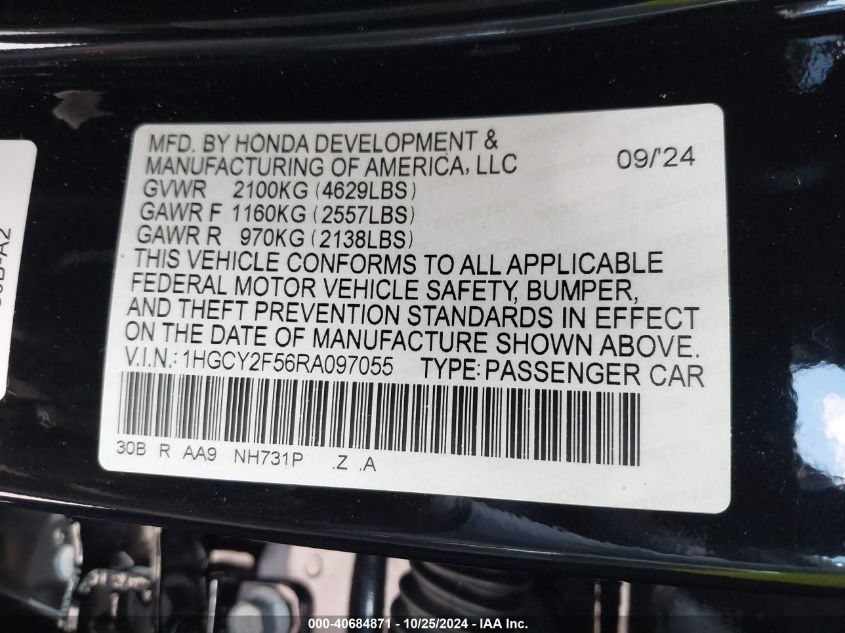 MFD. BY HONDA DEVELOPMENT &
MANUFACTURING OF AMERICA, LLC 09/'24
GVWR 2100KG (4629LBS)
GAWR F 1160KG (2557LBS)
GAWR R 970KG (2138LBS)
THIS VEHICLE CONFORMS TO ALL APPLICABLE
FEDERAL MOTOR VEHICLE SAFETY, BUMPER,
AND THEFT PREVENTION STANDARDS IN EFFECT
ON THE DATE OF MANUFACTURE SHOWN ABOVE.
V.I.N.: 1HGCY2F56RA097055 TYPE: PASSENGER CAR
30B R AA9 NH731P .Z .A
000-40684871 - 10/25/2024 - IAA Inc.